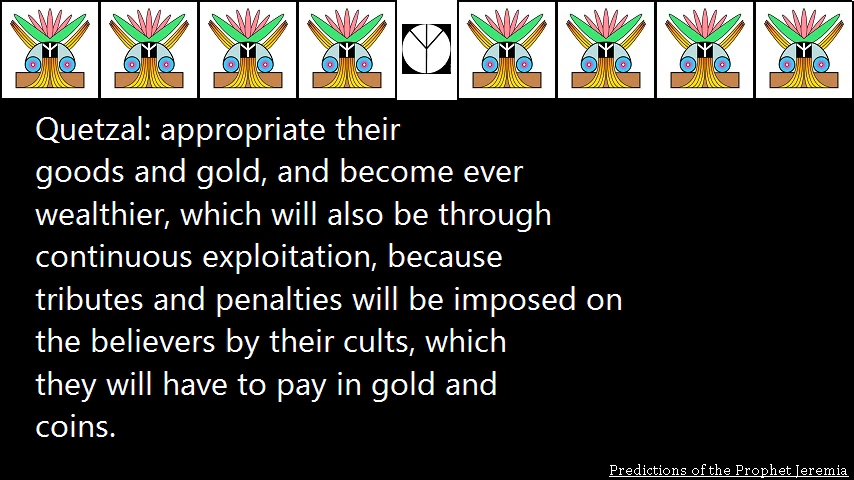 Quetzal: appropriate their
goods and gold, and become ever
wealthier, which will also be through
continuous exploitation, because
tributes and penalties will be imposed on
the believers by their cults, which
they will have to pay in gold and
coins.
Predictions of the Prophet Jeremia